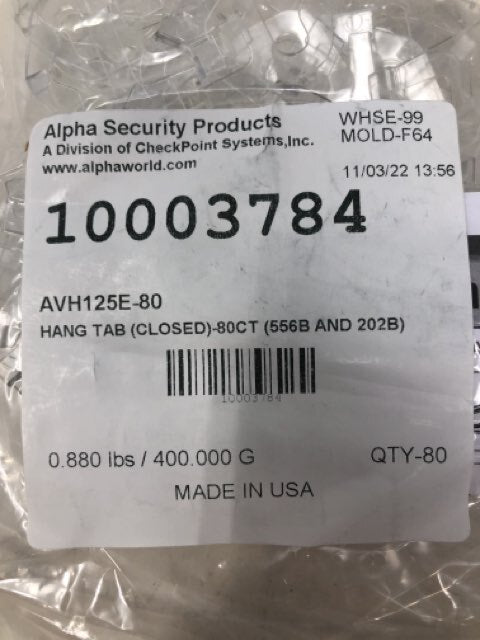 Alpha Security Products
A Division of CheckPoint Systems,Inc.
www.alphaworld.com
WHSE-99
MOLD-F64
11/03/22 13:56
10003784
AVH125E-80
HANG TAB (CLOSED)-80CT (556B AND 202B)
10003784
0.880 lbs / 400.000 G
QTY-80
MADE IN USA